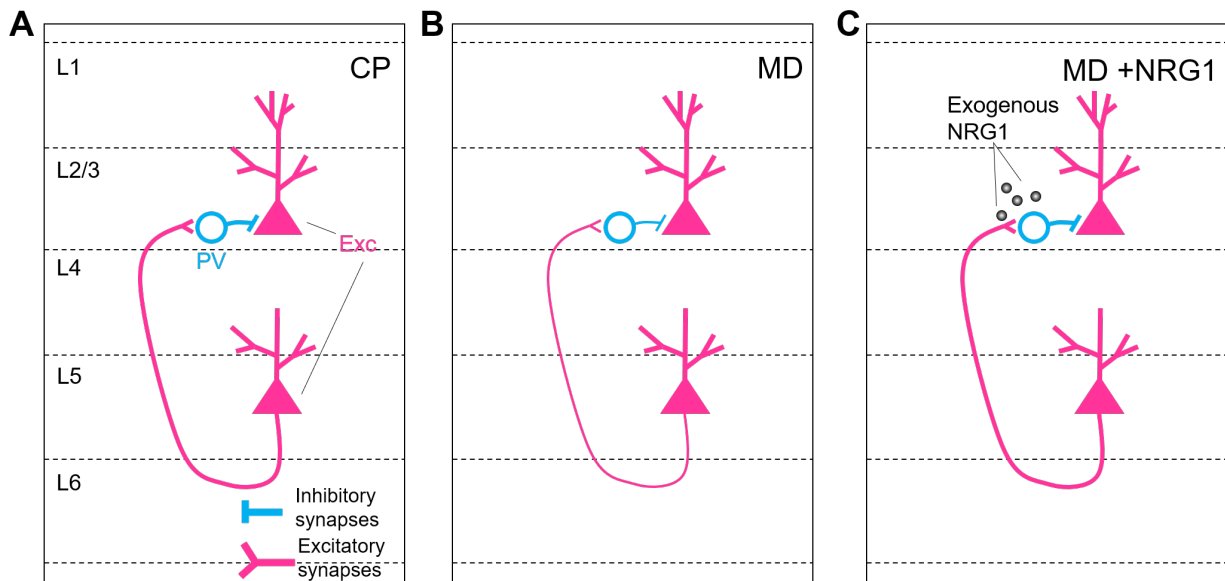 A
CP
L1
L2/3
PV
Exc
L4
L5
L6
Inhibitory
synapses
Excitatory
synapses
B
MD
C
MD +NRG1
Exogenous
NRG1